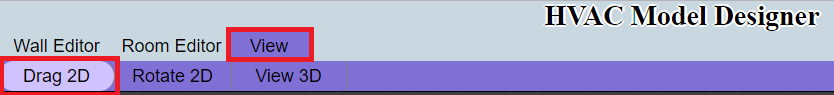 HVAC Model Designer
Wall Editor Room Editor View
Drag 2D Rotate 2D View 3D